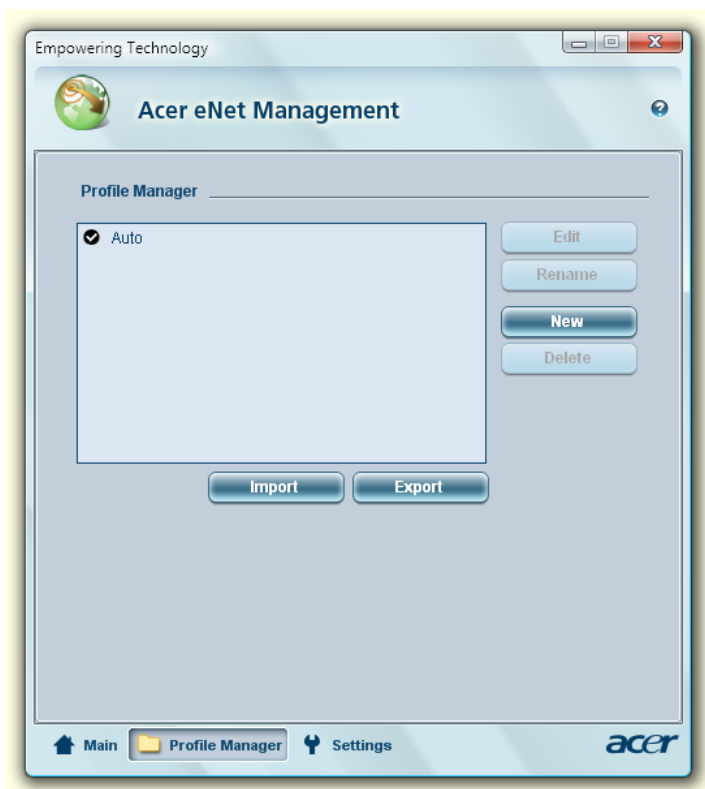 Empowering Technology
Acer eNet Management
Profile Manager
Auto
Edit
Rename
New
Delete
Import Export
Main Profile Manager Settings acer